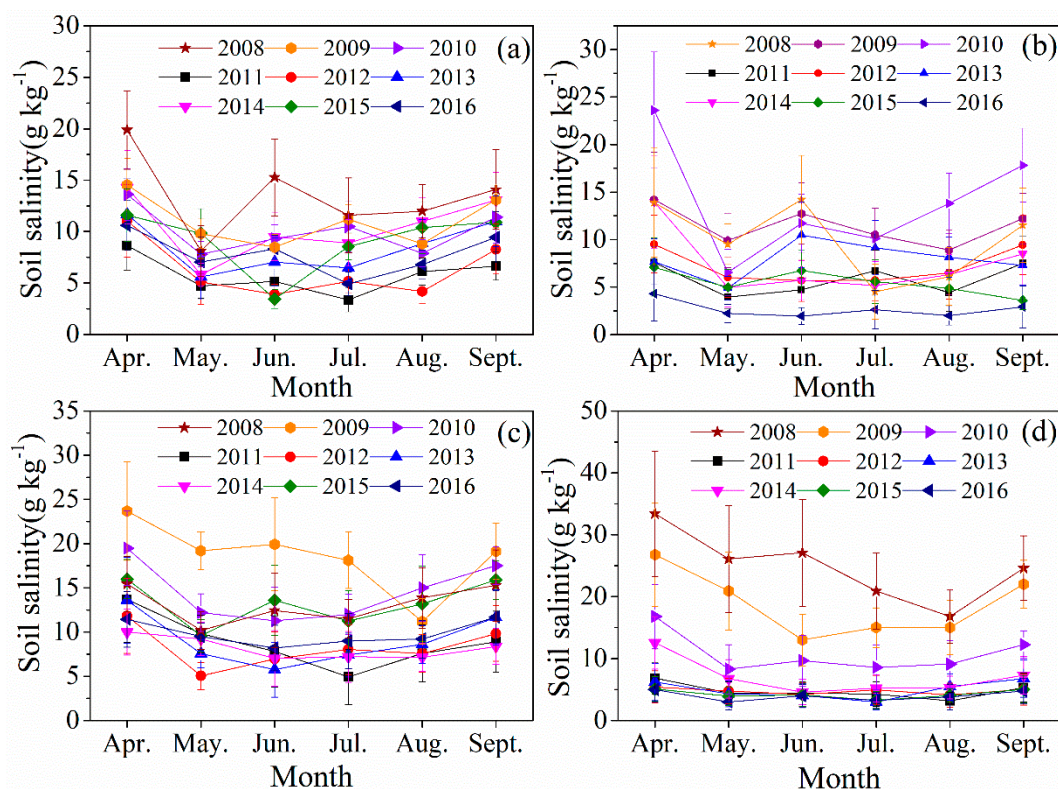 (a)
2008 2009 2010
2011 2012 2013
2014 2015 2016
30
25
20
15
10
5
0
Soil salinity(g kg⁻¹)
Apr. May. Jun. Jul. Aug. Sept.
Month
(b)
2008 2009 2010
2011 2012 2013
2014 2015 2016
30
25
20
15
10
5
0
Soil salinity(g kg⁻¹)
Apr. May. Jun. Jul. Aug. Sept.
Month
(c)
2008 2009 2010
2011 2012 2013
2014 2015 2016
35
30
25
20
15
10
5
0
Soil salinity(g kg⁻¹)
Apr. May. Jun. Jul. Aug. Sept.
Month
(d)
2008 2009 2010
2011 2012 2013
2014 2015 2016
50
40
30
20
10
0
Soil salinity(g kg⁻¹)
Apr. May. Jun. Jul. Aug. Sept.
Month